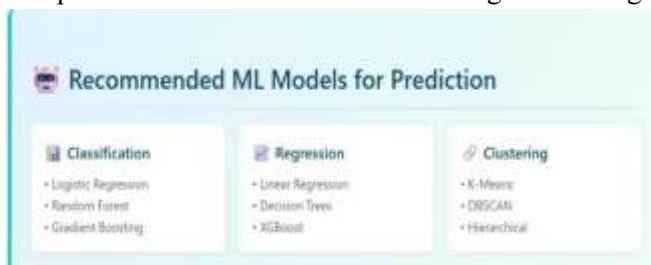 Recommended ML Models for Prediction
Classification
• Logistic Regression
• Random Forest
• Gradient Boosting
Regression
• Linear Regression
• Decision Trees
• XGBoost
Clustering
• K-Means
• DBSCAN
• Hierarchical